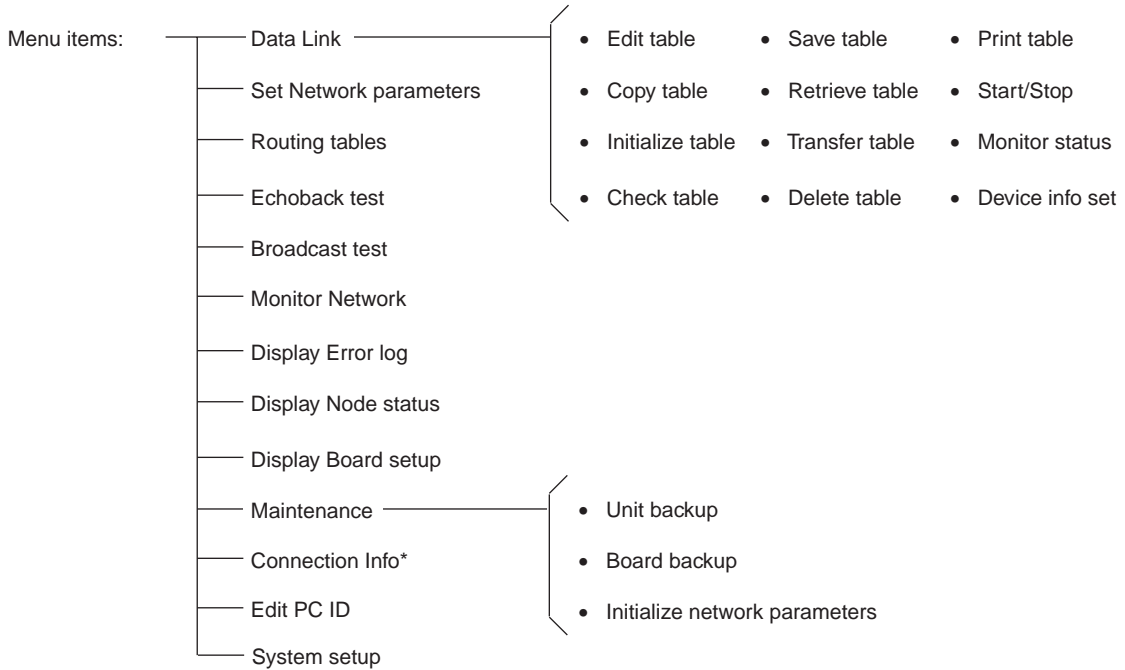 Menu items:
Data Link
• Edit table • Save table • Print table
Set Network parameters
• Copy table • Retrieve table • Start/Stop
Routing tables
• Initialize table • Transfer table • Monitor status
Echoback test
• Check table • Delete table • Device info set
Broadcast test
Monitor Network
Display Error log
Display Node status
Display Board setup
Maintenance
• Unit backup
Connection Info*
• Board backup
Edit PC ID
• Initialize network parameters
System setup